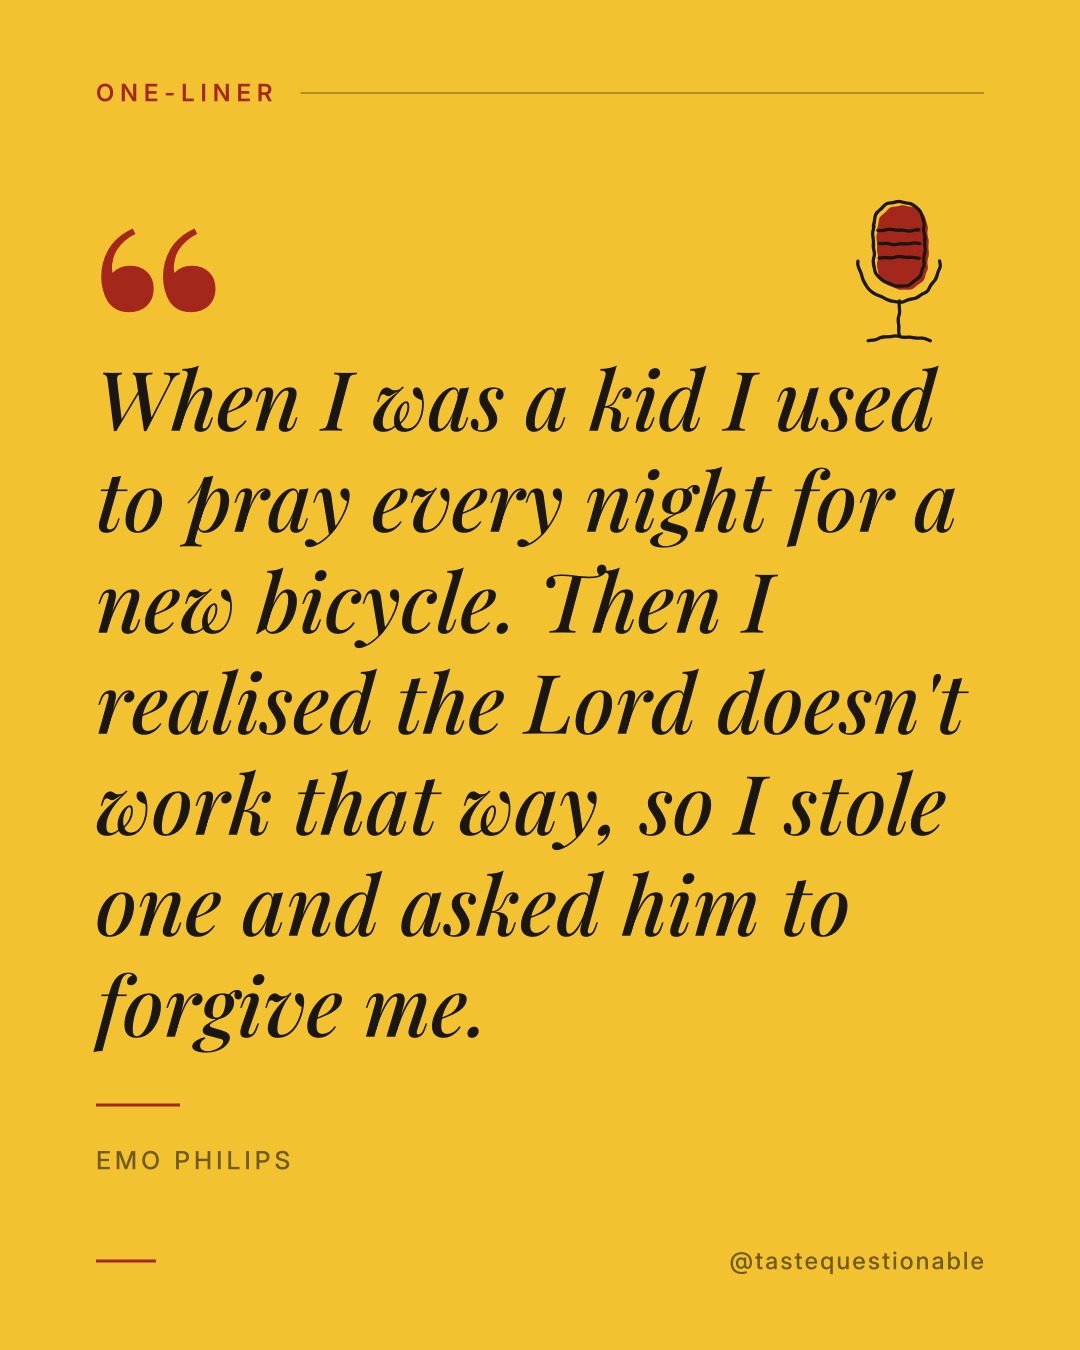 ONE-LINER
“
When I was a kid I used
to pray every night for a
new bicycle. Then I
realised the Lord doesn't
work that way, so I stole
one and asked him to
forgive me.
EMO PHILIPS
@tastequestionable